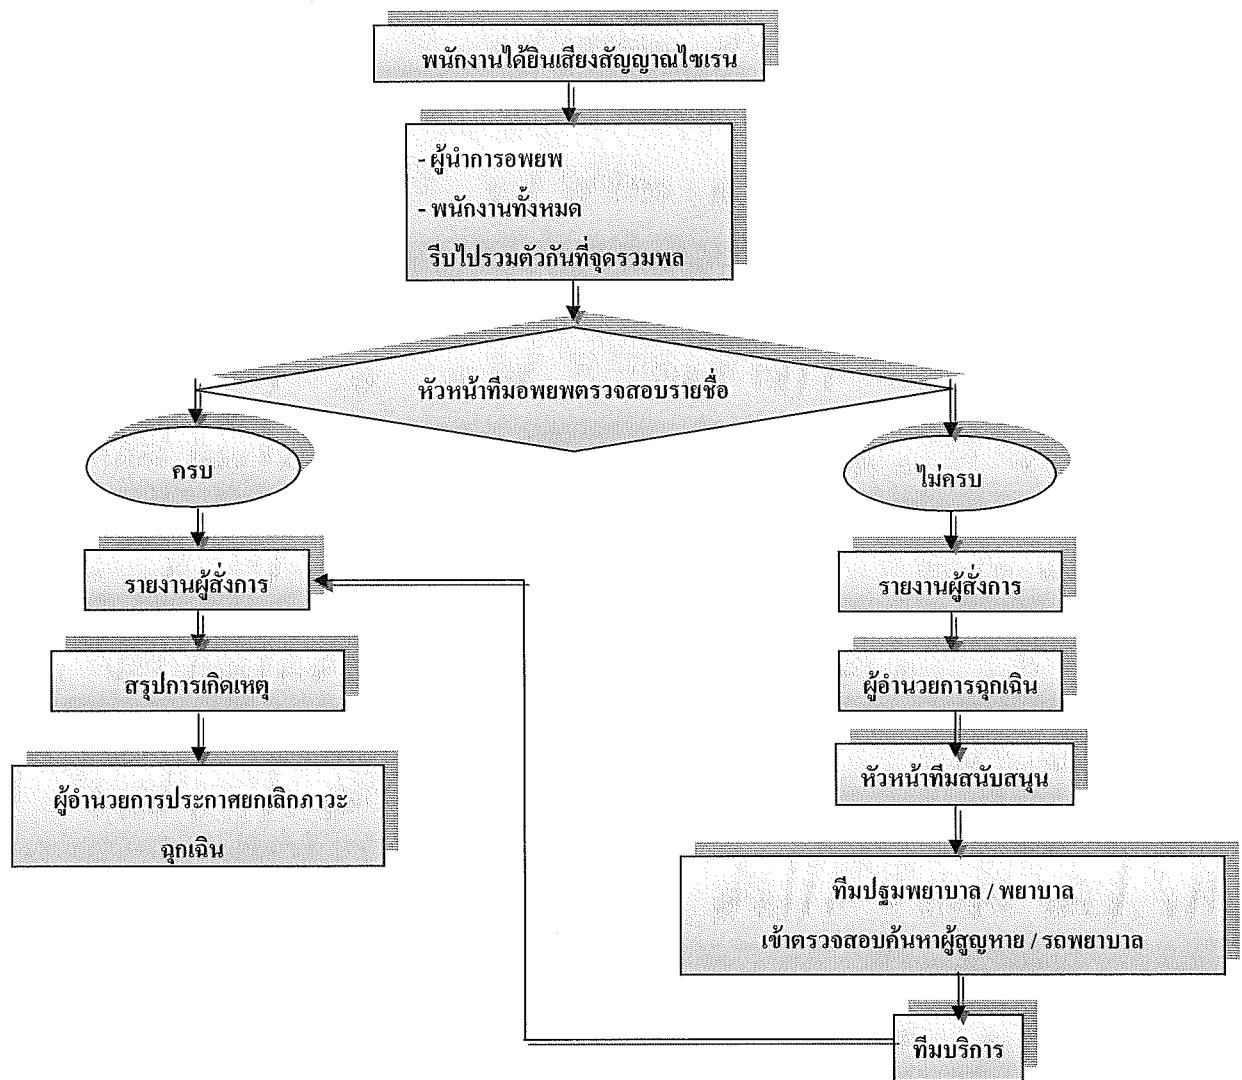 พนักงานได้ยินเสียงสัญญาณไซเรน
- ผู้นำการอพยพ
- พนักงานทั้งหมด
รีบไปรวมตัวกันที่จุดรวมพล
หัวหน้าทีมอพยพตรวจสอบรายชื่อ
ครบ
รายงานผู้สั่งการ
สรุปการเกิดเหตุ
ผู้อำนวยการประกาศยกเลิกภาวะ
ฉุกเฉิน
ไม่ครบ
รายงานผู้สั่งการ
ผู้อำนวยการฉุกเฉิน
หัวหน้าทีมสนับสนุน
ทีมปฐมพยาบาล / พยาบาล
เข้าตรวจสอบค้นหาผู้สูญหาย / รถพยาบาล
ทีมบริการ